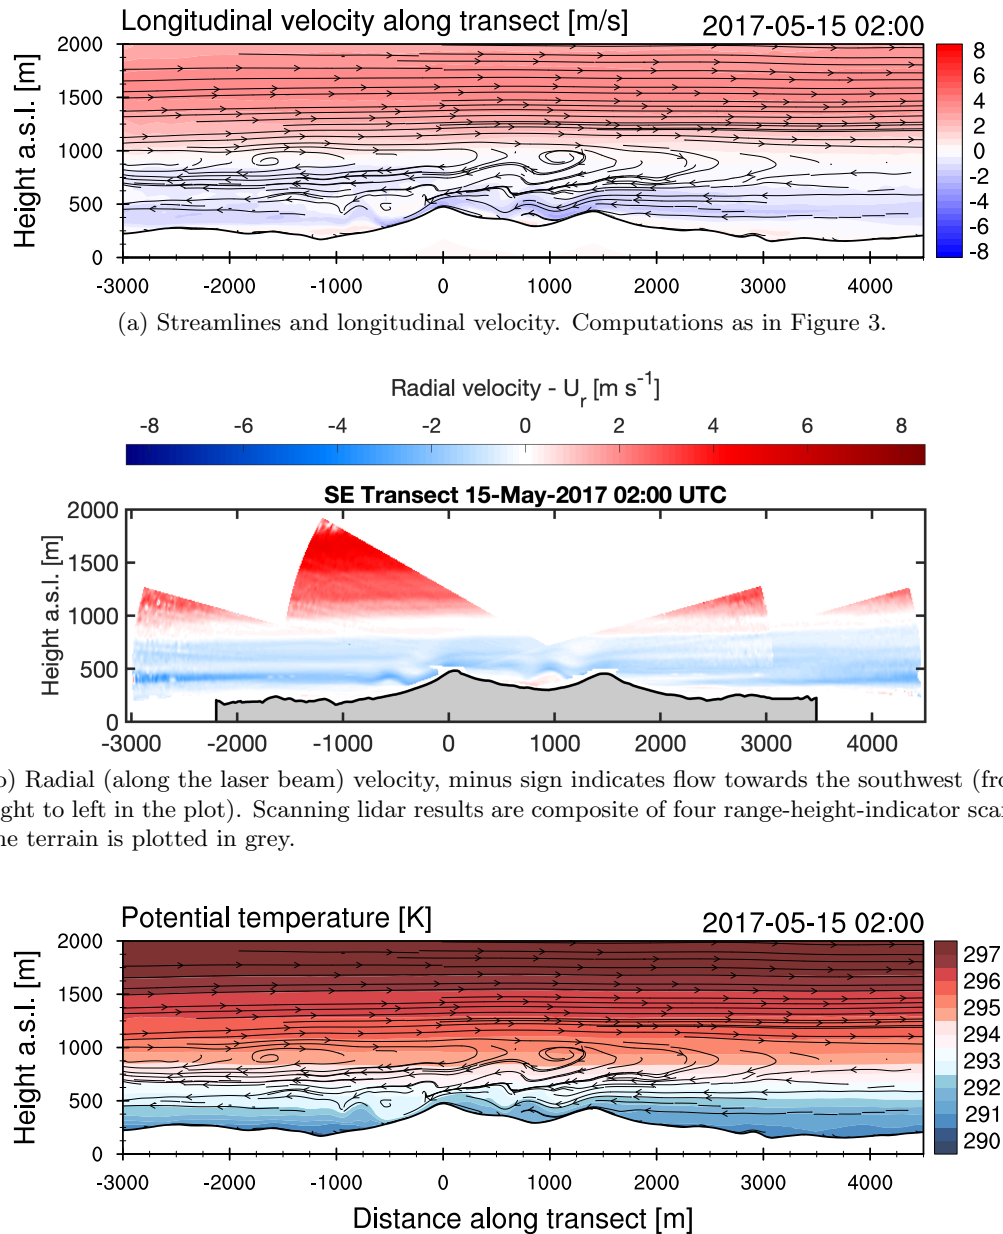 Longitudinal velocity along transect [m/s] 2017-05-15 02:00
Height a.s.l. [m]
2000
1500
1000
500
0
-3000 -2000 -1000 0 1000 2000 3000 4000
8
6
4
2
0
-2
-4
-6
-8
(a) Streamlines and longitudinal velocity. Computations as in Figure 3.
Radial velocity - U_r [m s^-1]
-8 -6 -4 -2 0 2 4 6 8
SE Transect 15-May-2017 02:00 UTC
Height a.s.l. [m]
2000
1500
1000
500
0
-3000 -2000 -1000 0 1000 2000 3000 4000
) Radial (along the laser beam) velocity, minus sign indicates flow towards the southwest
to left in the plot). Scanning lidar results are composite of four range-height-indicator
terrain is plotted in grey.
Potential temperature [K] 2017-05-15 02:00
Height a.s.l. [m]
2000
1500
1000
500
0
-3000 -2000 -1000 0 1000 2000 3000 4000
297
296
295
294
293
292
291
290
Distance along transect [m]